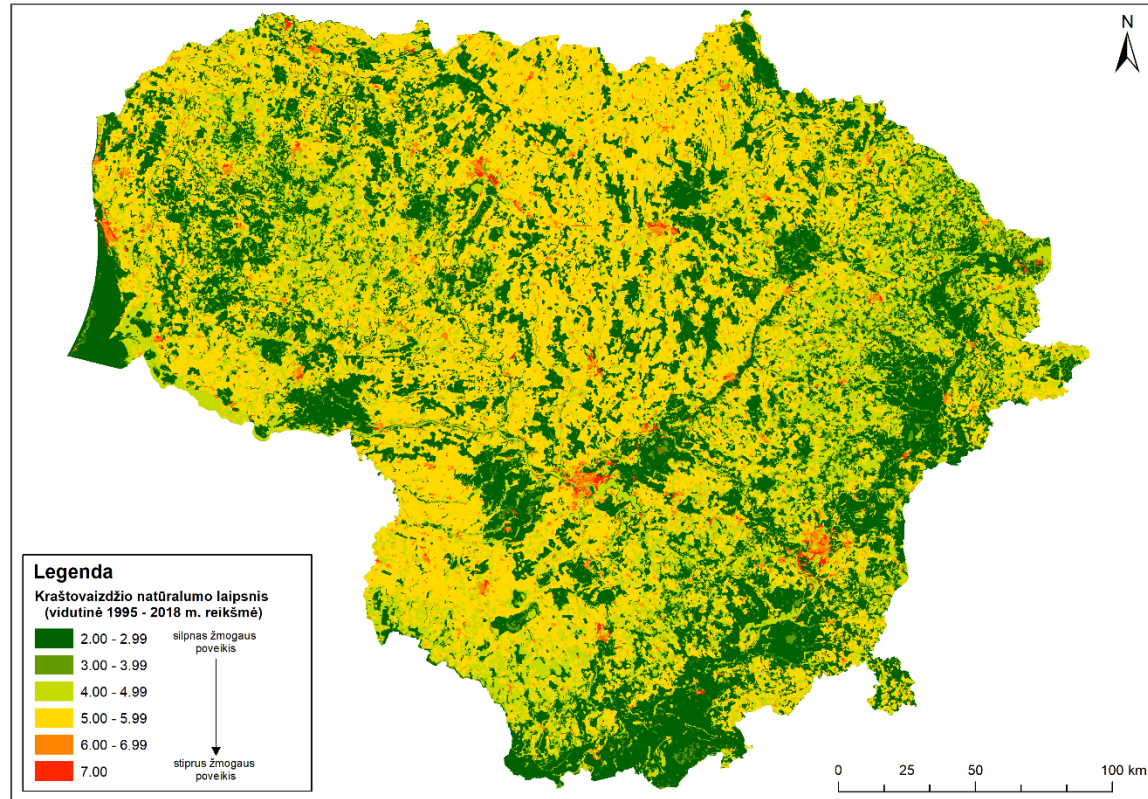 N
Legenda
Kraštovaizdžio natūralumo laipsnis
(vidutinė 1995 - 2018 m. reikšmė)
2.00 - 2.99
3.00 - 3.99
4.00 - 4.99
5.00 - 5.99
6.00 - 6.99
7.00
silpnas žmogaus
poveikis
stiprus žmogaus
poveikis
0 25 50 100 km